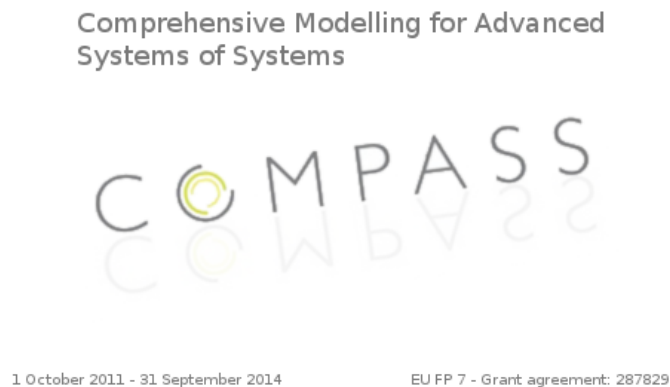 Comprehensive Modelling for Advanced
Systems of Systems
COMPASS
1 October 2011 - 31 September 2014
EU FP 7 - Grant agreement: 287829